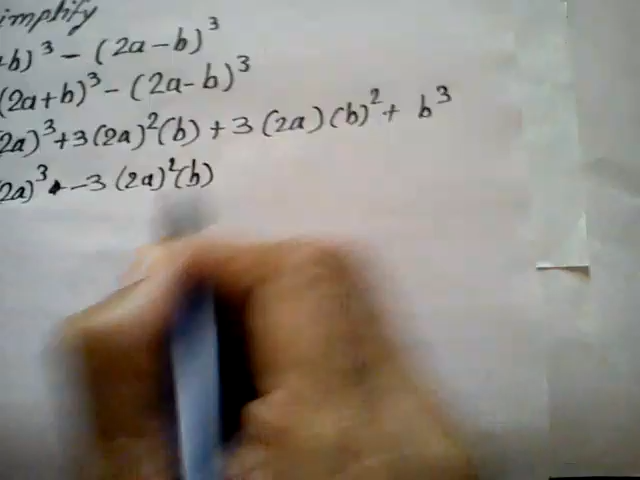 implify
+b)³ - (2a-b)³
(2a+b)³ - (2a-b)³
2a)³+3(2a)²(b) + 3(2a)(b)² + b³
2a)³ - 3(2a)²(b)